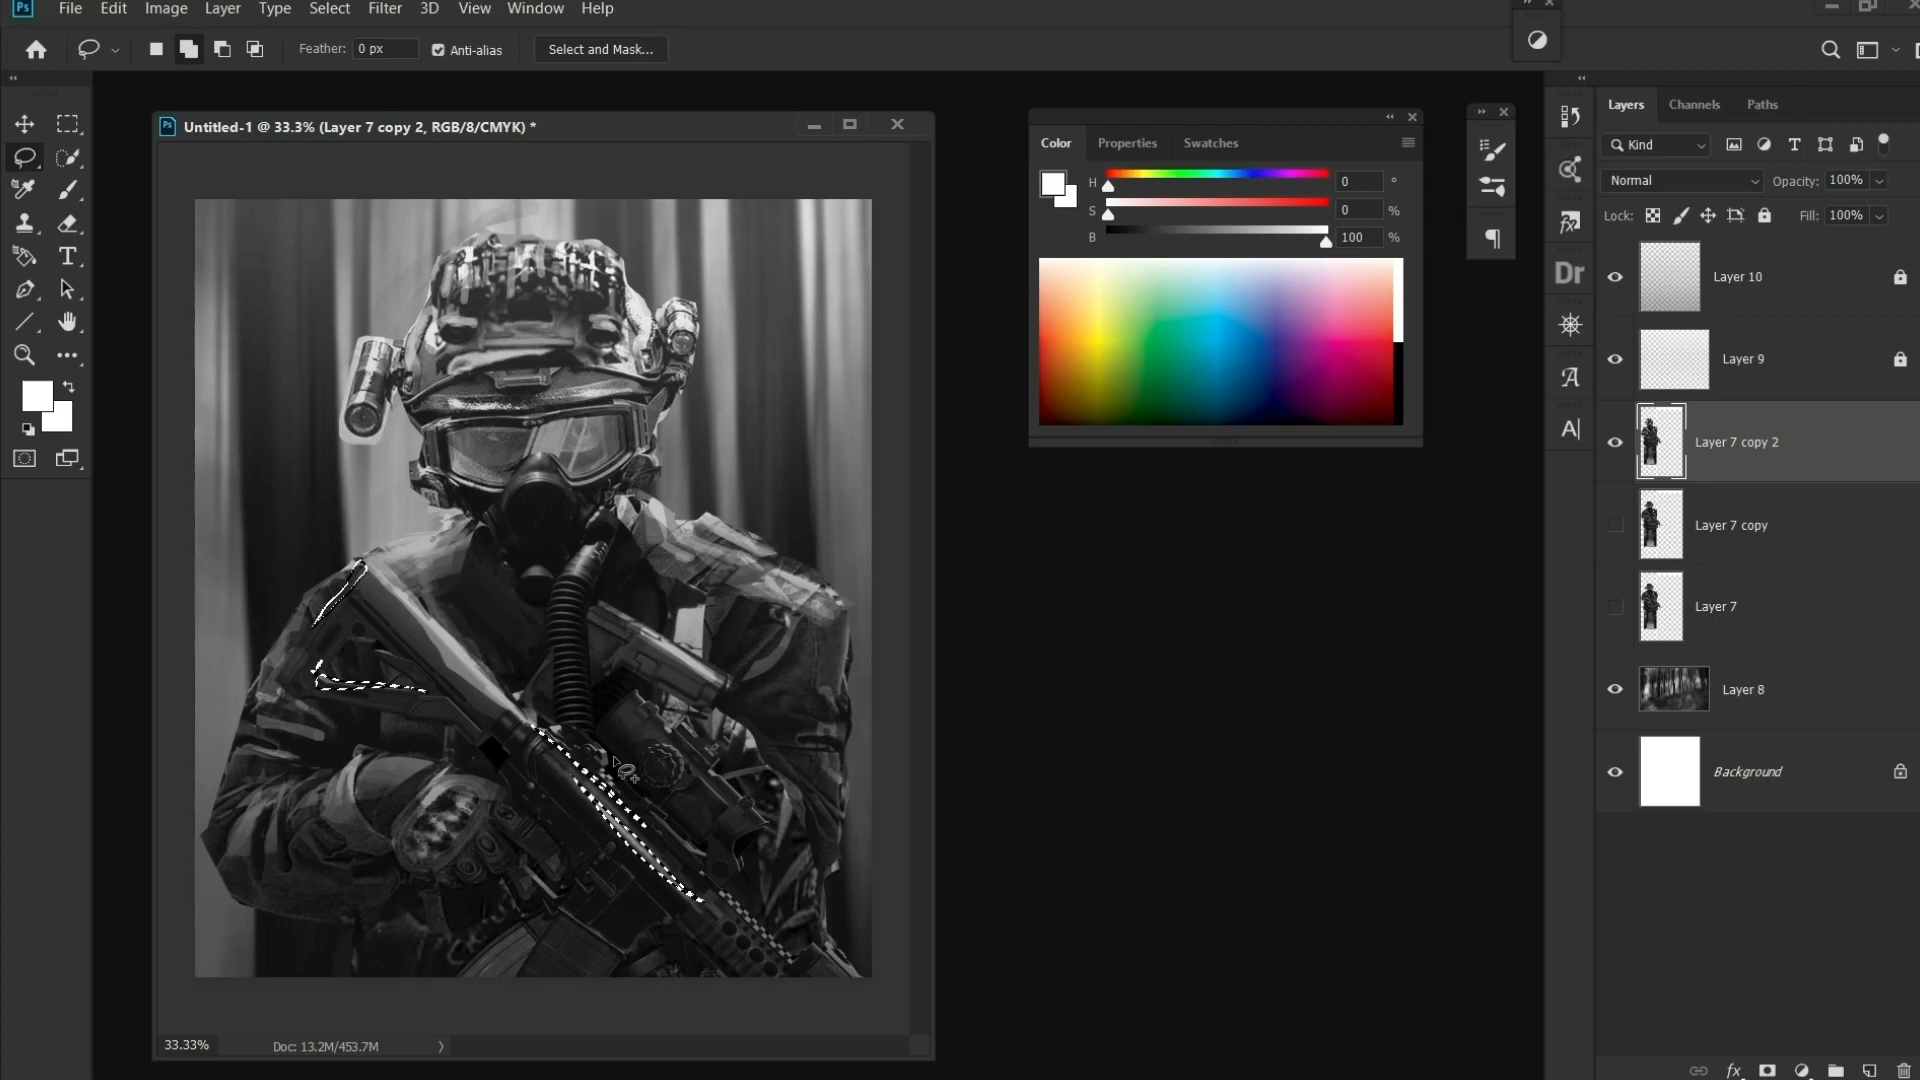 Ps File Edit Image Layer Type Select Filter 3D View Window Help
Feather: 0 px Anti-alias Select and Mask...
Ps Untitled-1 @ 33.3% (Layer 7 copy 2, RGB/8/CMYK) *
33.33% Doc: 13.2M/453.7M
Color Properties Swatches
H 0 °
S 0 %
B 100 %
Dr
A|
Layers Channels Paths
Kind
Normal Opacity: 100%
Lock: Fill: 100%
Layer 10
Layer 9
Layer 7 copy 2
Layer 7 copy
Layer 7
Layer 8
Background
fx